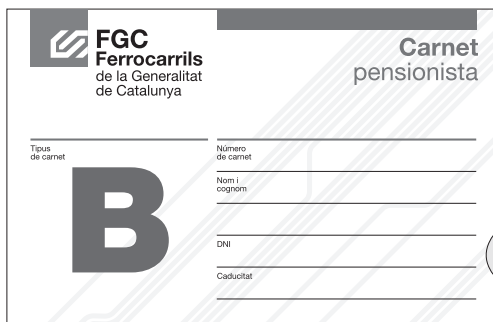 FGC
Ferrocarrils
de la Generalitat
de Catalunya
Carnet
pensionista
Tipus
de carnet
B
Número
de carnet
Nom i
cognom
DNI
Caducitat